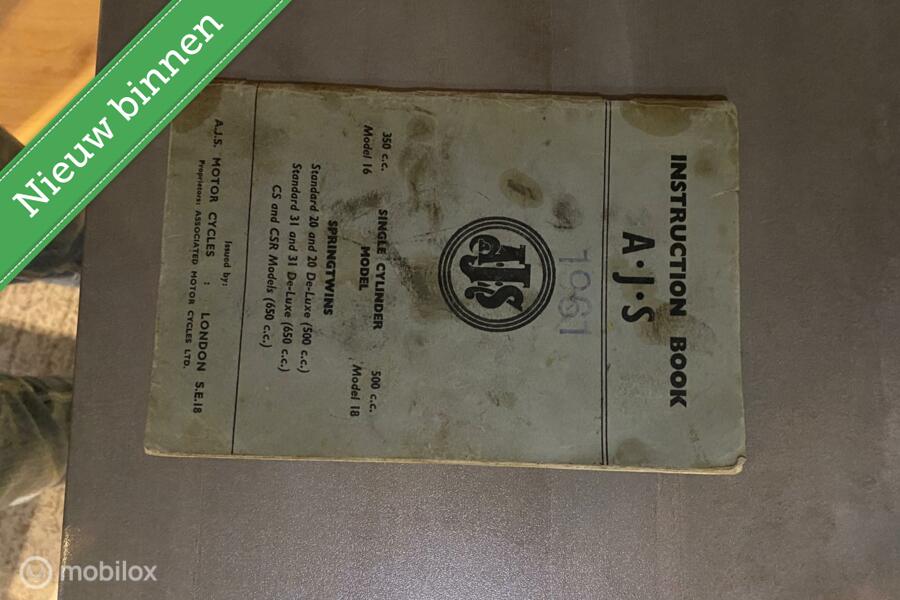 Nieuw binnen
INSTRUCTION BOOK
A·J·S
1961
AJS
350 c.c.
Model 16
SINGLE CYLINDER
MODEL
500 c.c.
Model 18
SPRINGTWINS
Standard 20 and 20 De-Luxe (500 c.c.)
Standard 31 and 31 De-Luxe (650 c.c.)
CS and CSR Models (650 c.c.)
Issued by:
A.J.S. MOTOR CYCLES : LONDON S.E.18
Proprietors: ASSOCIATED MOTOR CYCLES LTD.
mobilox